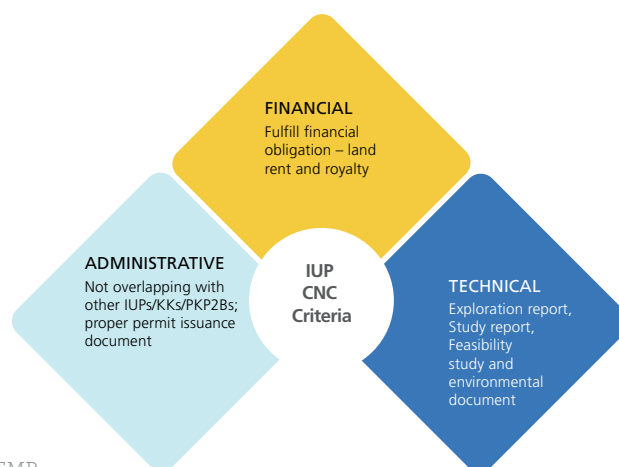 FINANCIAL
Fulfill financial
obligation – land
rent and royalty
ADMINISTRATIVE
Not overlapping with
other IUPs/KKs/PKP2Bs;
proper permit issuance
document
IUP
CNC
Criteria
TECHNICAL
Exploration report,
Study report,
Feasibility
study and
environmental
document